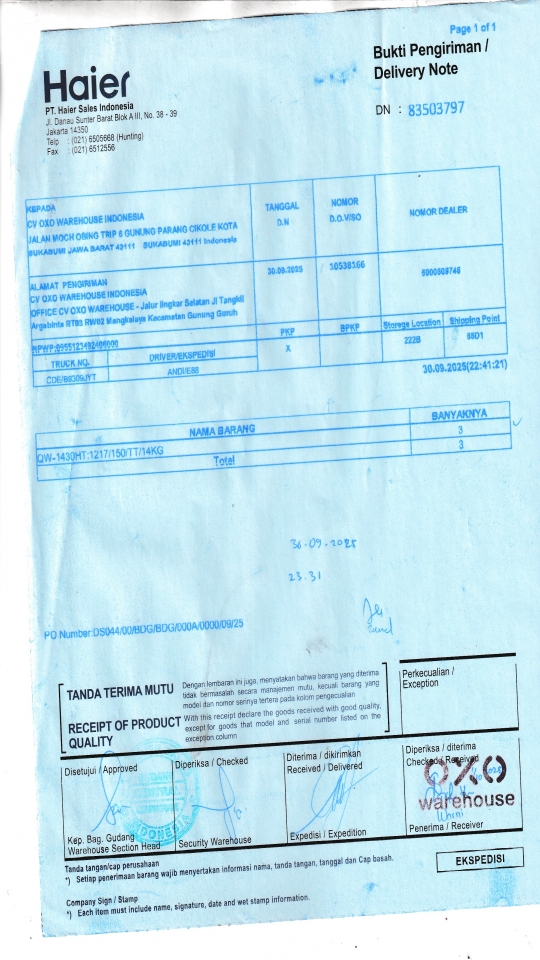 Page 1 of 1
Haier
Bukti Pengiriman /
Delivery Note
PT. Haier Sales Indonesia
Jl. Danau Sunter Barat Blok A III, No. 38 - 39
Jakarta 14350
Telp : (021) 6505668 (Hunting)
Fax : (021) 6512556
DN : 83503797
KEPADA
CV OXO WAREHOUSE INDONESIA
JALAN MOCH OBING TRIP 6 GUNUNG PARANG CIKOLE KOTA
SUKABUMI JAWA BARAT 43111 SUKABUMI 43111 Indonesia
TANGGAL
D.N
NOMOR
D.O./ISO
NOMOR DEALER
ALAMAT PENGIRIMAN
CV OXO WAREHOUSE INDONESIA
OFFICE CV OXO WAREHOUSE - Jalur lingkar Selatan Jl Tangkil
Argabinta RT03 RW02 Mangkalaya Kecamatan Gunung Guruh
30.09.2025
10538166
PKP
BPKP
Storage Location
Shipping Point
X
222B
TRUCK NO.
DRIVER/EKSPEDISI
ANDI/E88
30.09.2025(22:41:21)
NAMA BARANG
BANYAKNYA
QW-1430HT:1217/150/TT/14KG
3
Total
3
30-09-2025
23.31
PO Number:DS044/00/BDG/BDG/000A/0000/09/25
TANDA TERIMA MUTU
Dengan lembaran ini juga, menyatakan bahwa barang yang diterima
tidak bermasalah secara manajemen mutu, kecuali barang yang
model dan nomor serinya tertera pada kolom pengecualian
RECEIPT OF PRODUCT
QUALITY
With this receipt declare the goods received with good quality,
except for goods that model and serial number listed on the
exception column
Perkecualian /
Exception
Disetujui / Approved
Diperiksa / Checked
Diterima / dikirimkan
Received / Delivered
Diperiksa / diterima
Checked / Received
OXO
warehouse
Kep. Bag. Gudang
Warehouse Section Head
Security Warehouse
Expedisi / Expedition
Penerima / Receiver
INDONESIA
Tanda tangan/cap perusahaan
*) Setiap penerimaan barang wajib menyertakan informasi nama, tanda tangan, tanggal dan Cap basah.
EKSPEDISI
Company Sign / Stamp
*) Each item must include name, signature, date and wet stamp information.